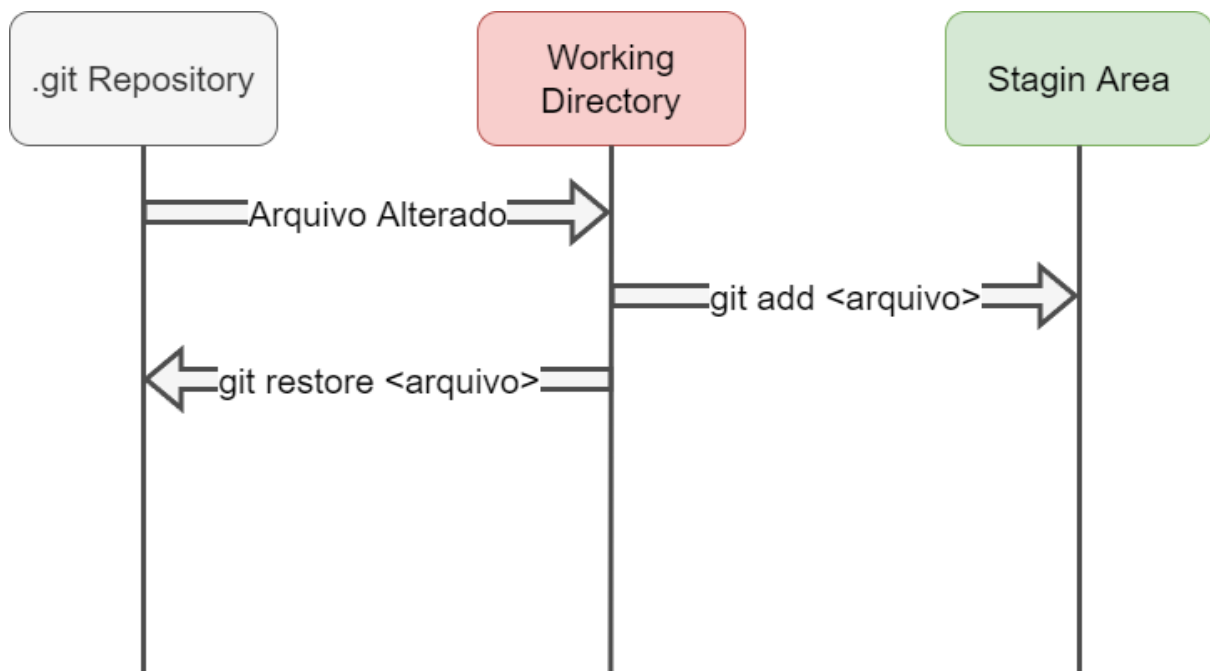 .git Repository
Working
Directory
Stagin Area
Arquivo Alterado
git add <arquivo>
git restore <arquivo>